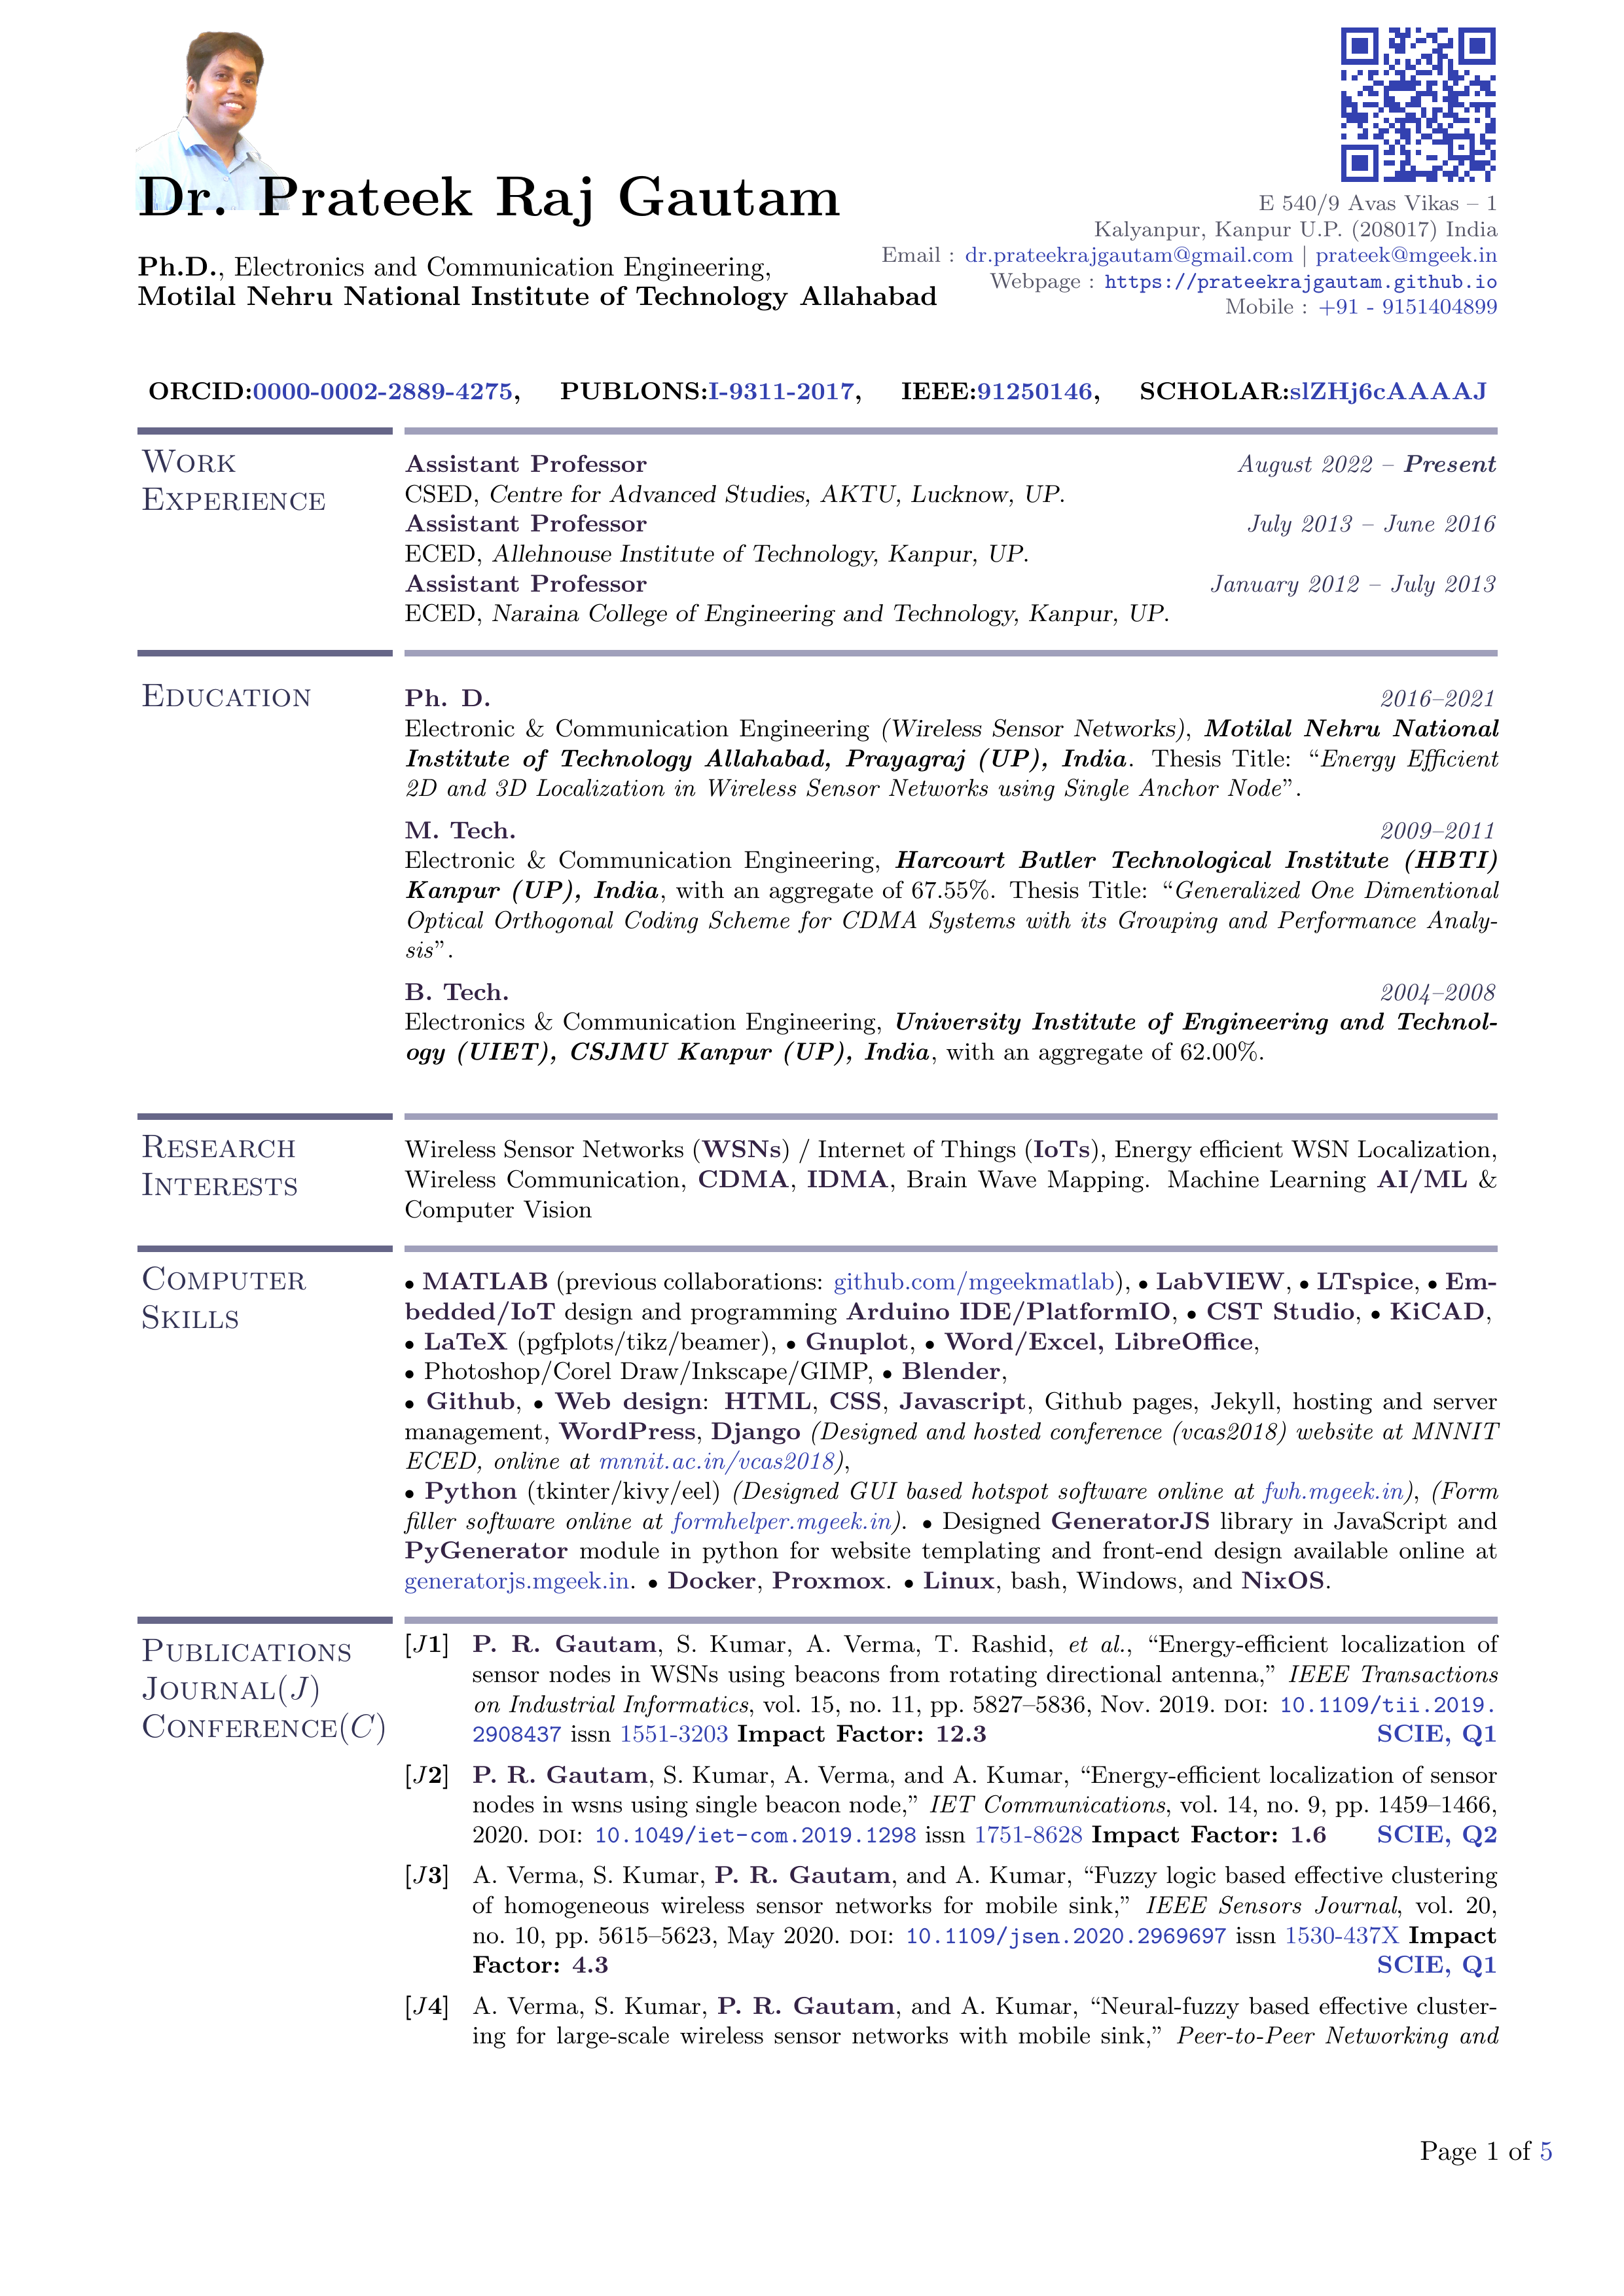 Dr. Prateek Raj Gautam
Ph.D., Electronics and Communication Engineering,
Motilal Nehru National Institute of Technology Allahabad
E 540/9 Avas Vikas – 1
Kalyanpur, Kanpur U.P. (208017) India
Email : dr.prateekrajgautam@gmail.com | prateek@mgeek.in
Webpage : https://prateekrajgautam.github.io
Mobile : +91 - 9151404899
ORCID:0000-0002-2889-4275, PUBLONS:I-9311-2017, IEEE:91250146, SCHOLAR:slZHj6cAAAAJ
Work
Experience
Assistant Professor August 2022 – Present
CSED, Centre for Advanced Studies, AKTU, Lucknow, UP.
Assistant Professor July 2013 – June 2016
ECED, Allehnouse Institute of Technology, Kanpur, UP.
Assistant Professor January 2012 – July 2013
ECED, Naraina College of Engineering and Technology, Kanpur, UP.
Education
Ph. D. 2016–2021
Electronic & Communication Engineering (Wireless Sensor Networks), Motilal Nehru National
Institute of Technology Allahabad, Prayagraj (UP), India. Thesis Title: “Energy Efficient
2D and 3D Localization in Wireless Sensor Networks using Single Anchor Node”.
M. Tech. 2009–2011
Electronic & Communication Engineering, Harcourt Butler Technological Institute (HBTI)
Kanpur (UP), India, with an aggregate of 67.55%. Thesis Title: “Generalized One Dimentional
Optical Orthogonal Coding Scheme for CDMA Systems with its Grouping and Performance Analy-
sis”.
B. Tech. 2004–2008
Electronics & Communication Engineering, University Institute of Engineering and Technol-
ogy (UIET), CSJMU Kanpur (UP), India, with an aggregate of 62.00%.
Research
Interests
Wireless Sensor Networks (WSNs) / Internet of Things (IoTs), Energy efficient WSN Localization,
Wireless Communication, CDMA, IDMA, Brain Wave Mapping. Machine Learning AI/ML &
Computer Vision
Computer
Skills
• MATLAB (previous collaborations: github.com/mgeekmatlab), • LabVIEW, • LTspice, • Em-
bedded/IoT design and programming Arduino IDE/PlatformIO, • CST Studio, • KiCAD,
• LaTeX (pgfplots/tikz/beamer), • Gnuplot, • Word/Excel, LibreOffice,
• Photoshop/Corel Draw/Inkscape/GIMP, • Blender,
• Github, • Web design: HTML, CSS, Javascript, Github pages, Jekyll, hosting and server
management, WordPress, Django (Designed and hosted conference (vcas2018) website at MNNIT
ECED, online at mnnit.ac.in/vcas2018),
• Python (tkinter/kivy/eel) (Designed GUI based hotspot software online at fwh.mgeek.in), (Form
filler software online at formhelper.mgeek.in). • Designed GeneratorJS library in JavaScript and
PyGenerator module in python for website templating and front-end design available online at
generatorjs.mgeek.in. • Docker, Proxmox. • Linux, bash, Windows, and NixOS.
Publications
Journal(J)
Conference(C)
[J1] P. R. Gautam, S. Kumar, A. Verma, T. Rashid, et al., “Energy-efficient localization of
sensor nodes in WSNs using beacons from rotating directional antenna,” IEEE Transactions
on Industrial Informatics, vol. 15, no. 11, pp. 5827–5836, Nov. 2019. doi: 10.1109/tii.2019.
2908437 issn 1551-3203 Impact Factor: 12.3 SCIE, Q1
[J2] P. R. Gautam, S. Kumar, A. Verma, and A. Kumar, “Energy-efficient localization of sensor
nodes in wsns using single beacon node,” IET Communications, vol. 14, no. 9, pp. 1459–1466,
2020. doi: 10.1049/iet-com.2019.1298 issn 1751-8628 Impact Factor: 1.6 SCIE, Q2
[J3] A. Verma, S. Kumar, P. R. Gautam, and A. Kumar, “Fuzzy logic based effective clustering
of homogeneous wireless sensor networks for mobile sink,” IEEE Sensors Journal, vol. 20,
no. 10, pp. 5615–5623, May 2020. doi: 10.1109/jsen.2020.2969697 issn 1530-437X Impact
Factor: 4.3 SCIE, Q1
[J4] A. Verma, S. Kumar, P. R. Gautam, and A. Kumar, “Neural-fuzzy based effective cluster-
ing for large-scale wireless sensor networks with mobile sink,” Peer-to-Peer Networking and
Page 1 of 5